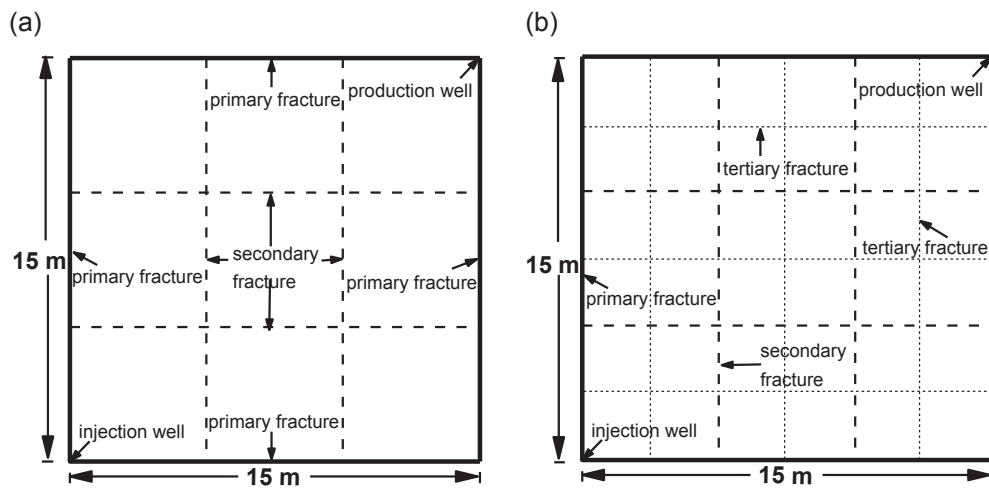 (a)
primary fracture
production well
15 m
secondary
fracture
primary fracture
primary fracture
primary fracture
injection well
15 m
(b)
production well
tertiary fracture
tertiary fracture
15 m
primary fracture
secondary
fracture
injection well
15 m